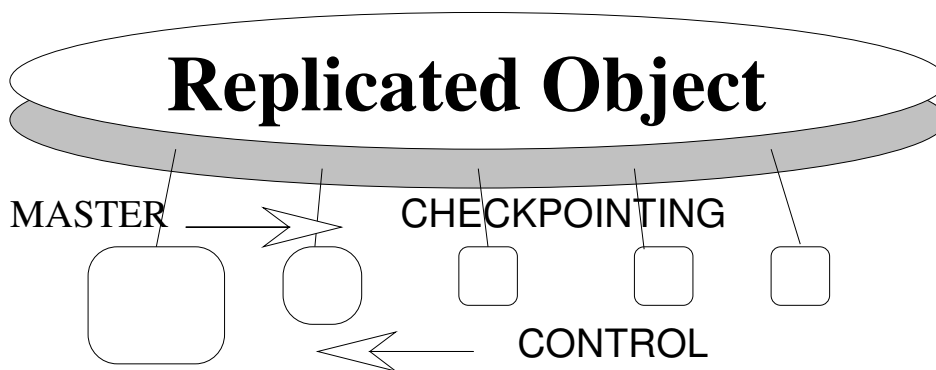 Replicated Object
MASTER
CHECKPOINTING
CONTROL